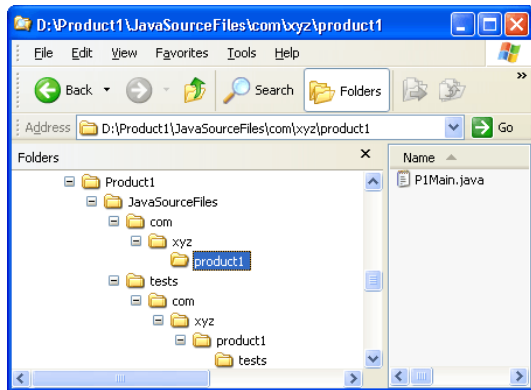 D:\Product1\JavaSourceFiles\com\xyz\product1
File Edit View Favorites Tools Help
Back Search Folders »
Address D:\Product1\JavaSourceFiles\com\xyz\product1 Go
Folders
Product1
JavaSourceFiles
com
xyz
product1
tests
com
xyz
product1
tests
Name
P1Main.java